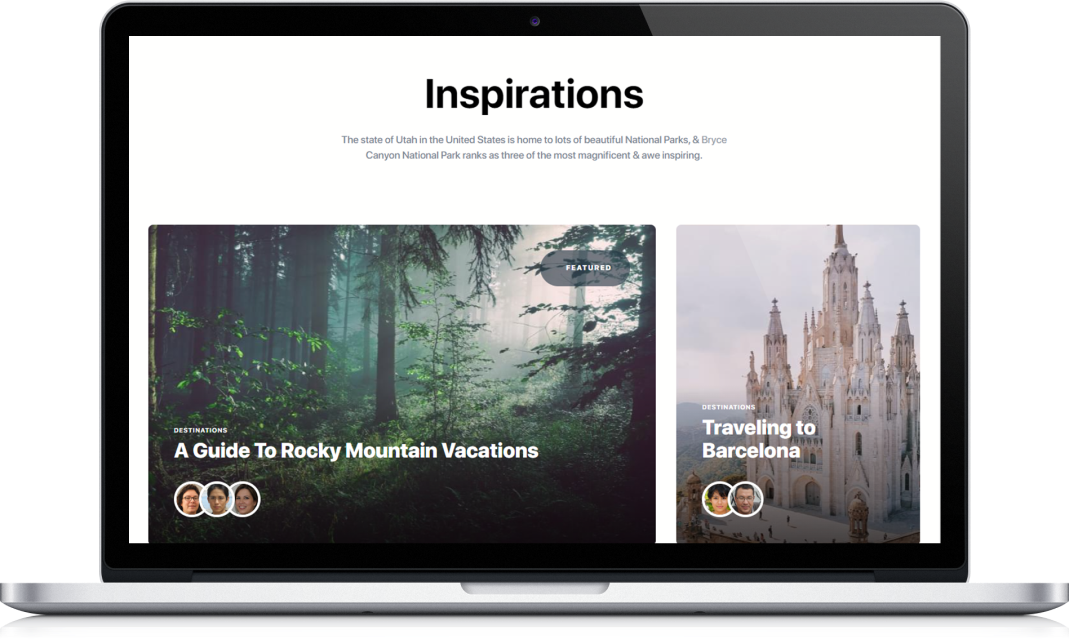 Inspirations
The state of Utah in the United States is home to lots of beautiful National Parks, & Bryce
Canyon National Park ranks as three of the most magnificent & awe inspiring.
FEATURED
DESTINATIONS
A Guide To Rocky Mountain Vacations
DESTINATIONS
Traveling to
Barcelona